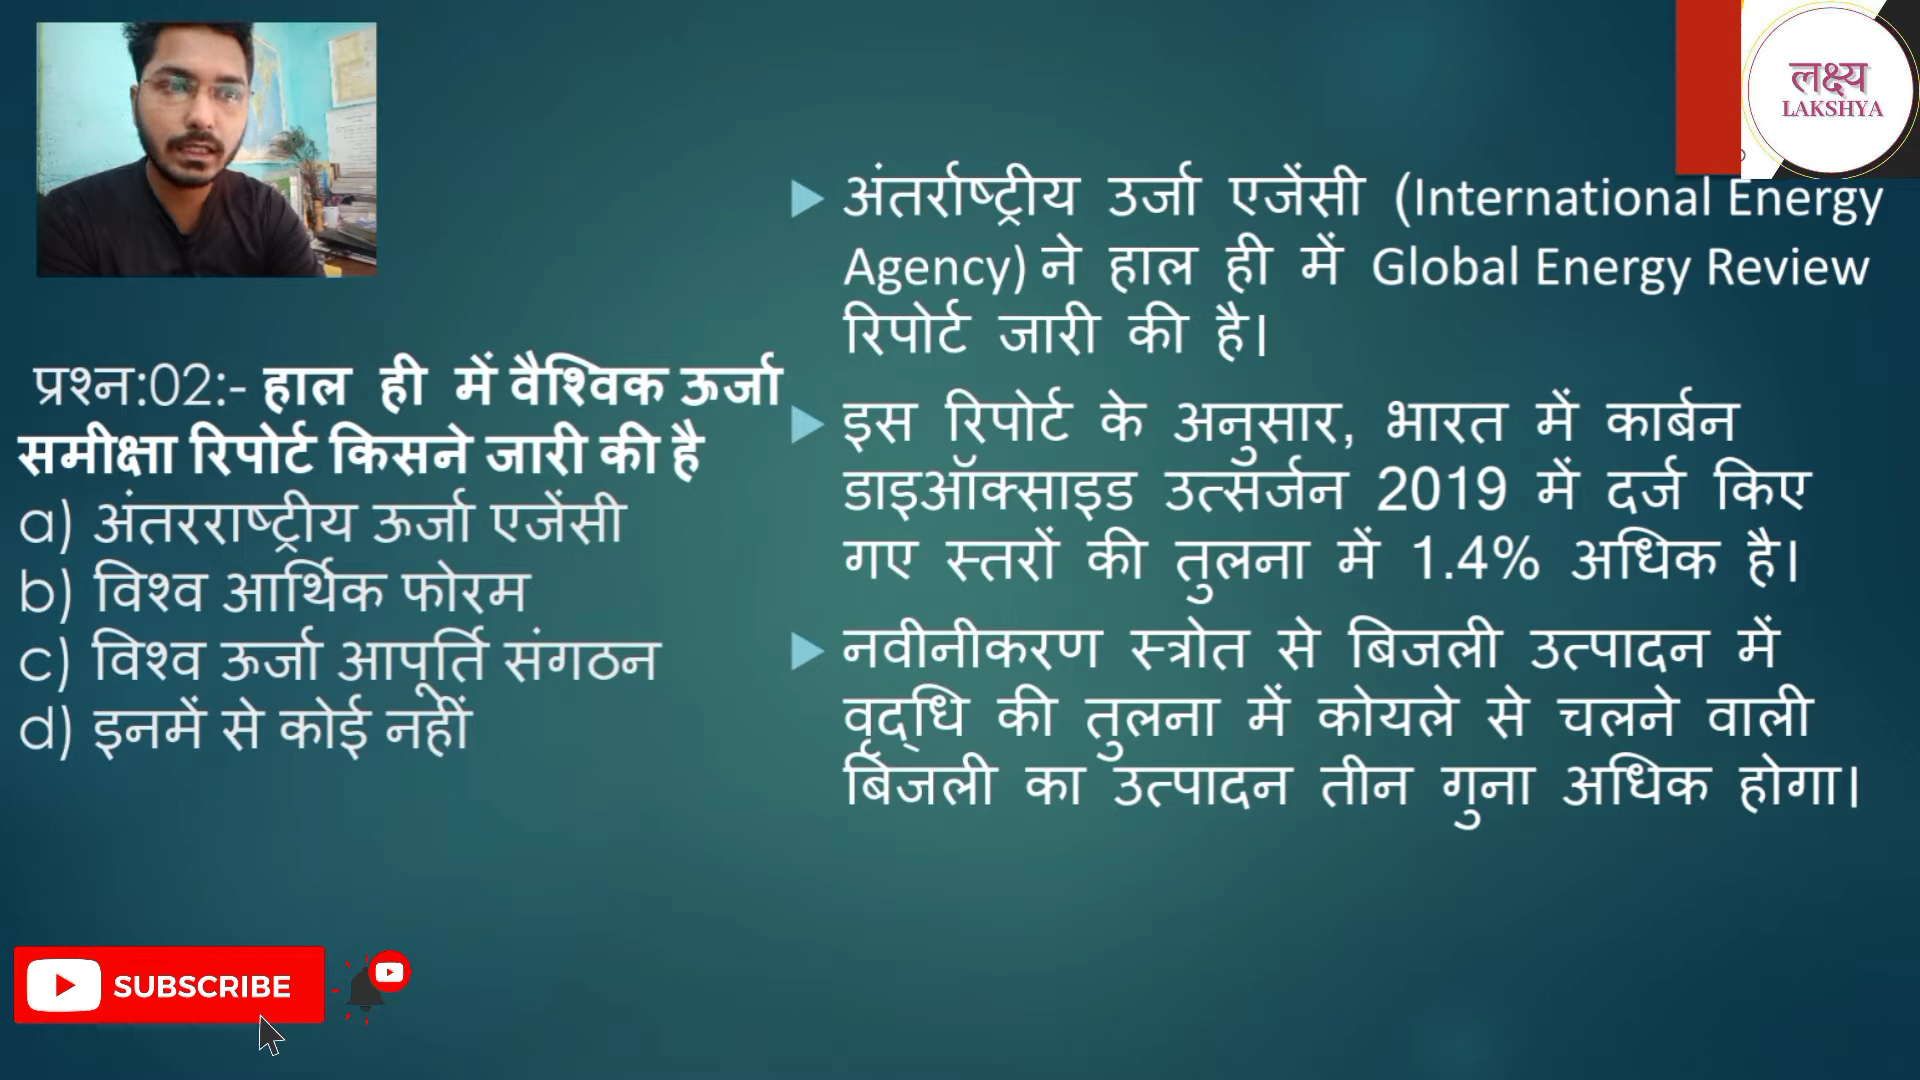 लक्ष्य
LAKSHYA
प्रश्न:02:- हाल ही में वैश्विक ऊर्जा
समीक्षा रिपोर्ट किसने जारी की है
a) अंतरराष्ट्रीय ऊर्जा एजेंसी
b) विश्व आर्थिक फोरम
c) विश्व ऊर्जा आपूर्ति संगठन
d) इनमें से कोई नहीं
अंतर्राष्ट्रीय उर्जा एजेंसी (International Energy
Agency) ने हाल ही में Global Energy Review
रिपोर्ट जारी की है।
इस रिपोर्ट के अनुसार, भारत में कार्बन
डाइऑक्साइड उत्सर्जन 2019 में दर्ज किए
गए स्तरों की तुलना में 1.4% अधिक है।
नवीनीकरण स्त्रोत से बिजली उत्पादन में
वृद्धि की तुलना में कोयले से चलने वाली
बिजली का उत्पादन तीन गुना अधिक होगा।
SUBSCRIBE